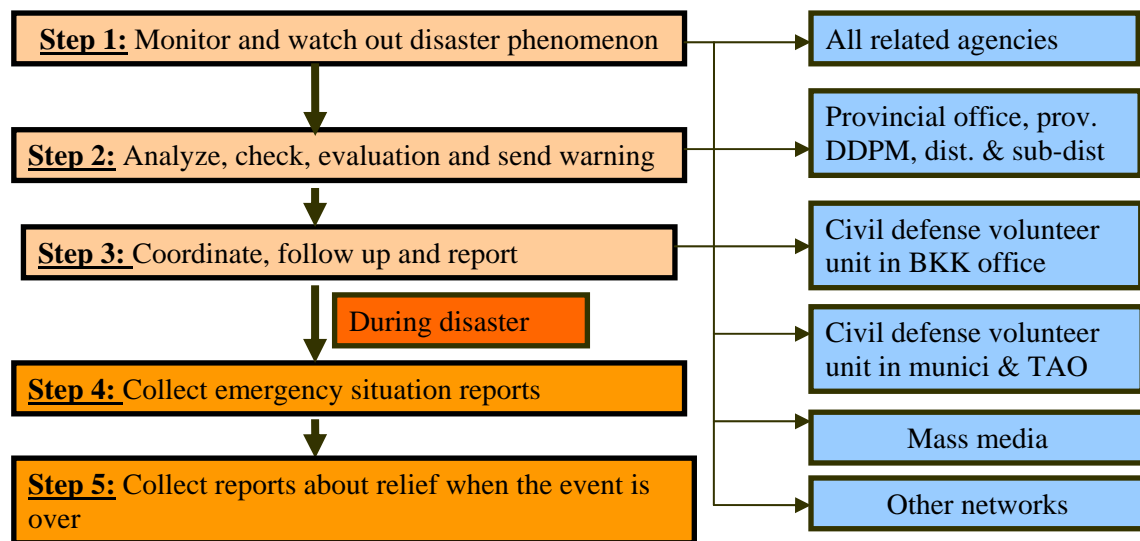 Step 1: Monitor and watch out disaster phenomenon
Step 2: Analyze, check, evaluation and send warning
Step 3: Coordinate, follow up and report
During disaster
Step 4: Collect emergency situation reports
Step 5: Collect reports about relief when the event is
over
All related agencies
Provincial office, prov.
DDPM, dist. & sub-dist
Civil defense volunteer
unit in BKK office
Civil defense volunteer
unit in munici & TAO
Mass media
Other networks